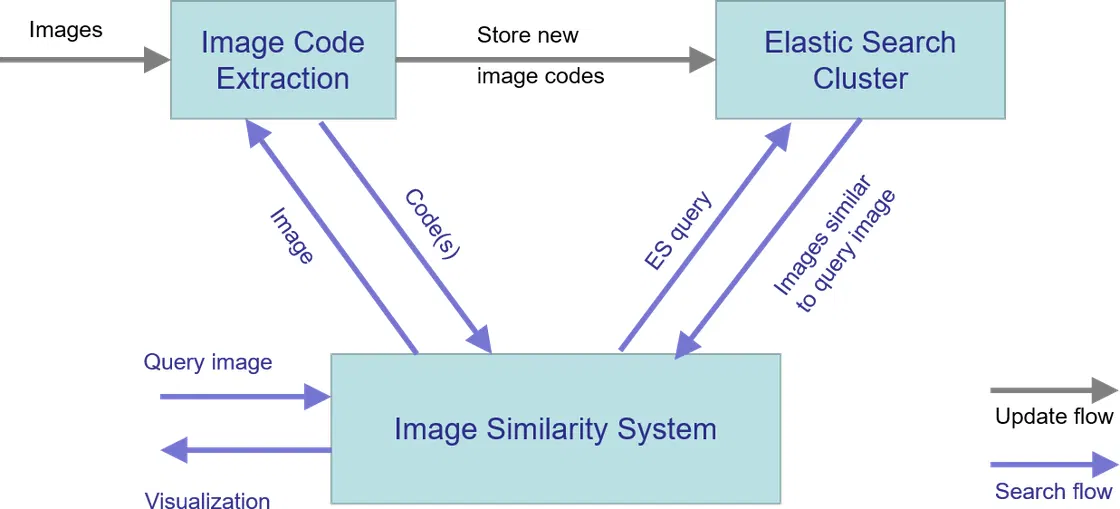 Images
Image Code
Extraction
Store new
image codes
Elastic Search
Cluster
Image
Code(s)
ES query
Images similar
to query image
Query image
Image Similarity System
Visualization
Update flow
Search flow